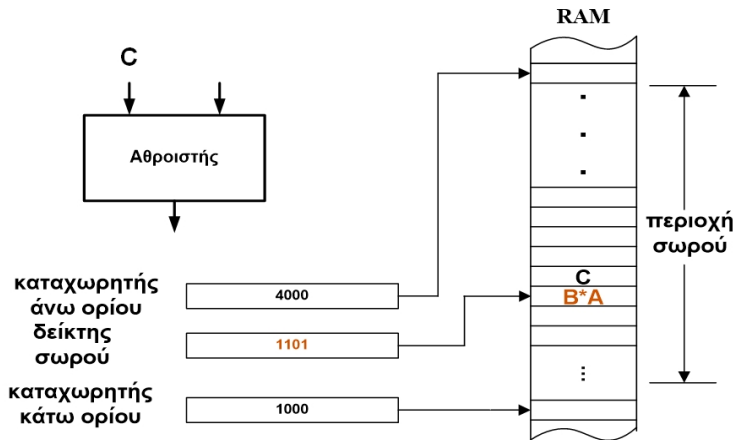 RAM
C
Αθροιστής
περιοχή
σωρού
C
B*A
καταχωρητής
άνω ορίου
4000
δείκτης
σωρού
1101
καταχωρητής
κάτω ορίου
1000